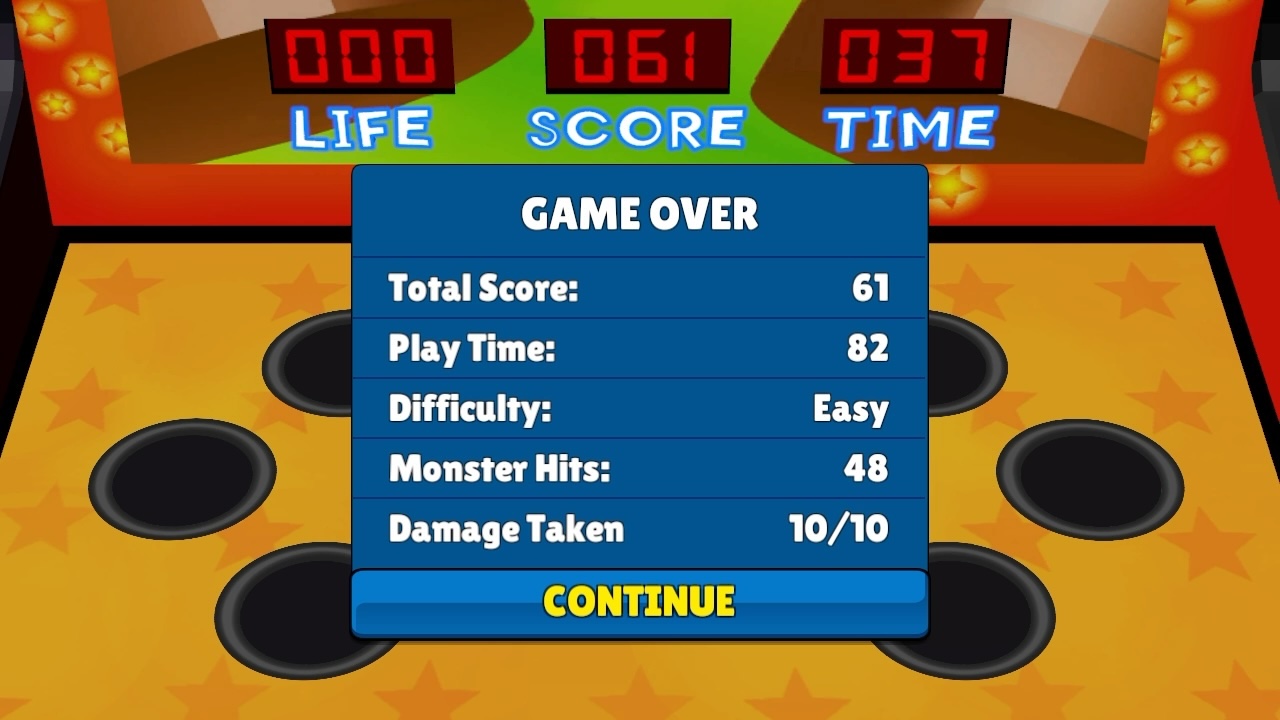 000 061 037
LIFE SCORE TIME
GAME OVER
Total Score: 61
Play Time: 82
Difficulty: Easy
Monster Hits: 48
Damage Taken 10/10
CONTINUE